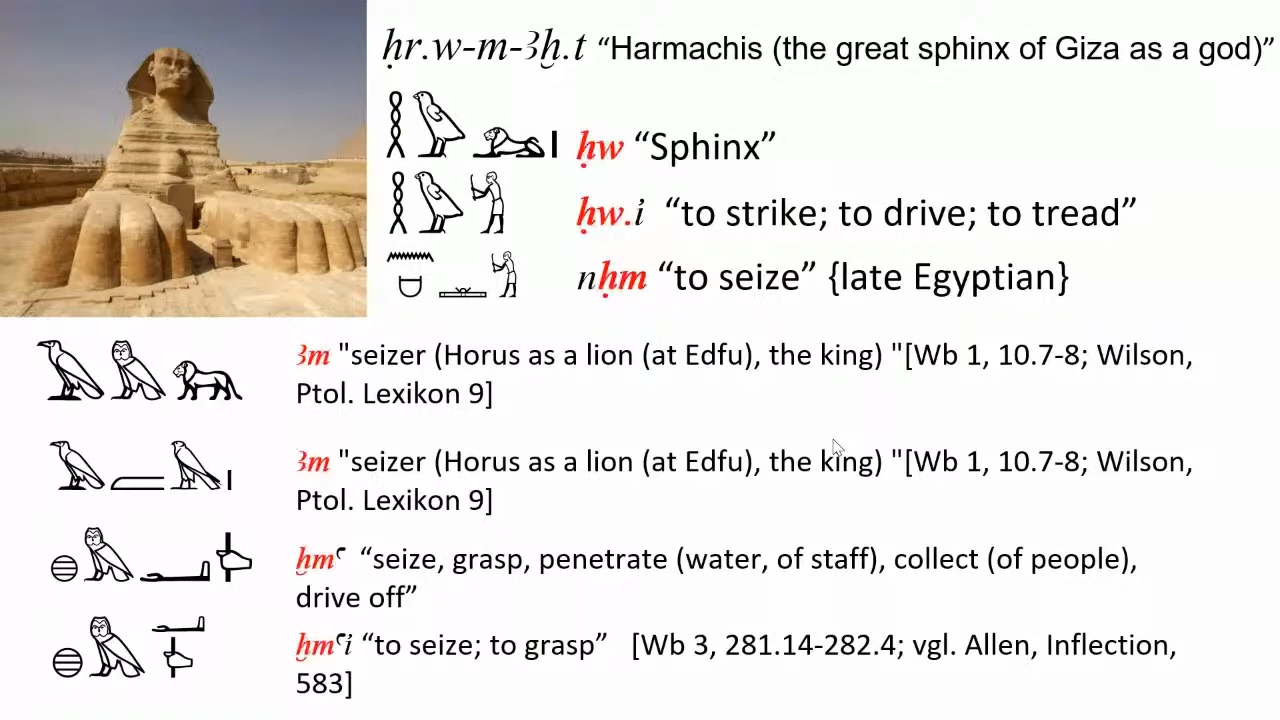 ḥr.w-m-ꜣḫ.t “Harmachis (the great sphinx of Giza as a god)”
ḥw “Sphinx”
ḥw.ỉ “to strike; to drive; to tread”
nḥm “to seize” {late Egyptian}
ꜣm "seizer (Horus as a lion (at Edfu), the king) "[Wb 1, 10.7-8; Wilson,
Ptol. Lexikon 9]
ꜣm "seizer (Horus as a lion (at Edfu), the king) "[Wb 1, 10.7-8; Wilson,
Ptol. Lexikon 9]
ḫmꜥ “seize, grasp, penetrate (water, of staff), collect (of people),
drive off”
ḫmꜥỉ “to seize; to grasp” [Wb 3, 281.14-282.4; vgl. Allen, Inflection,
583]